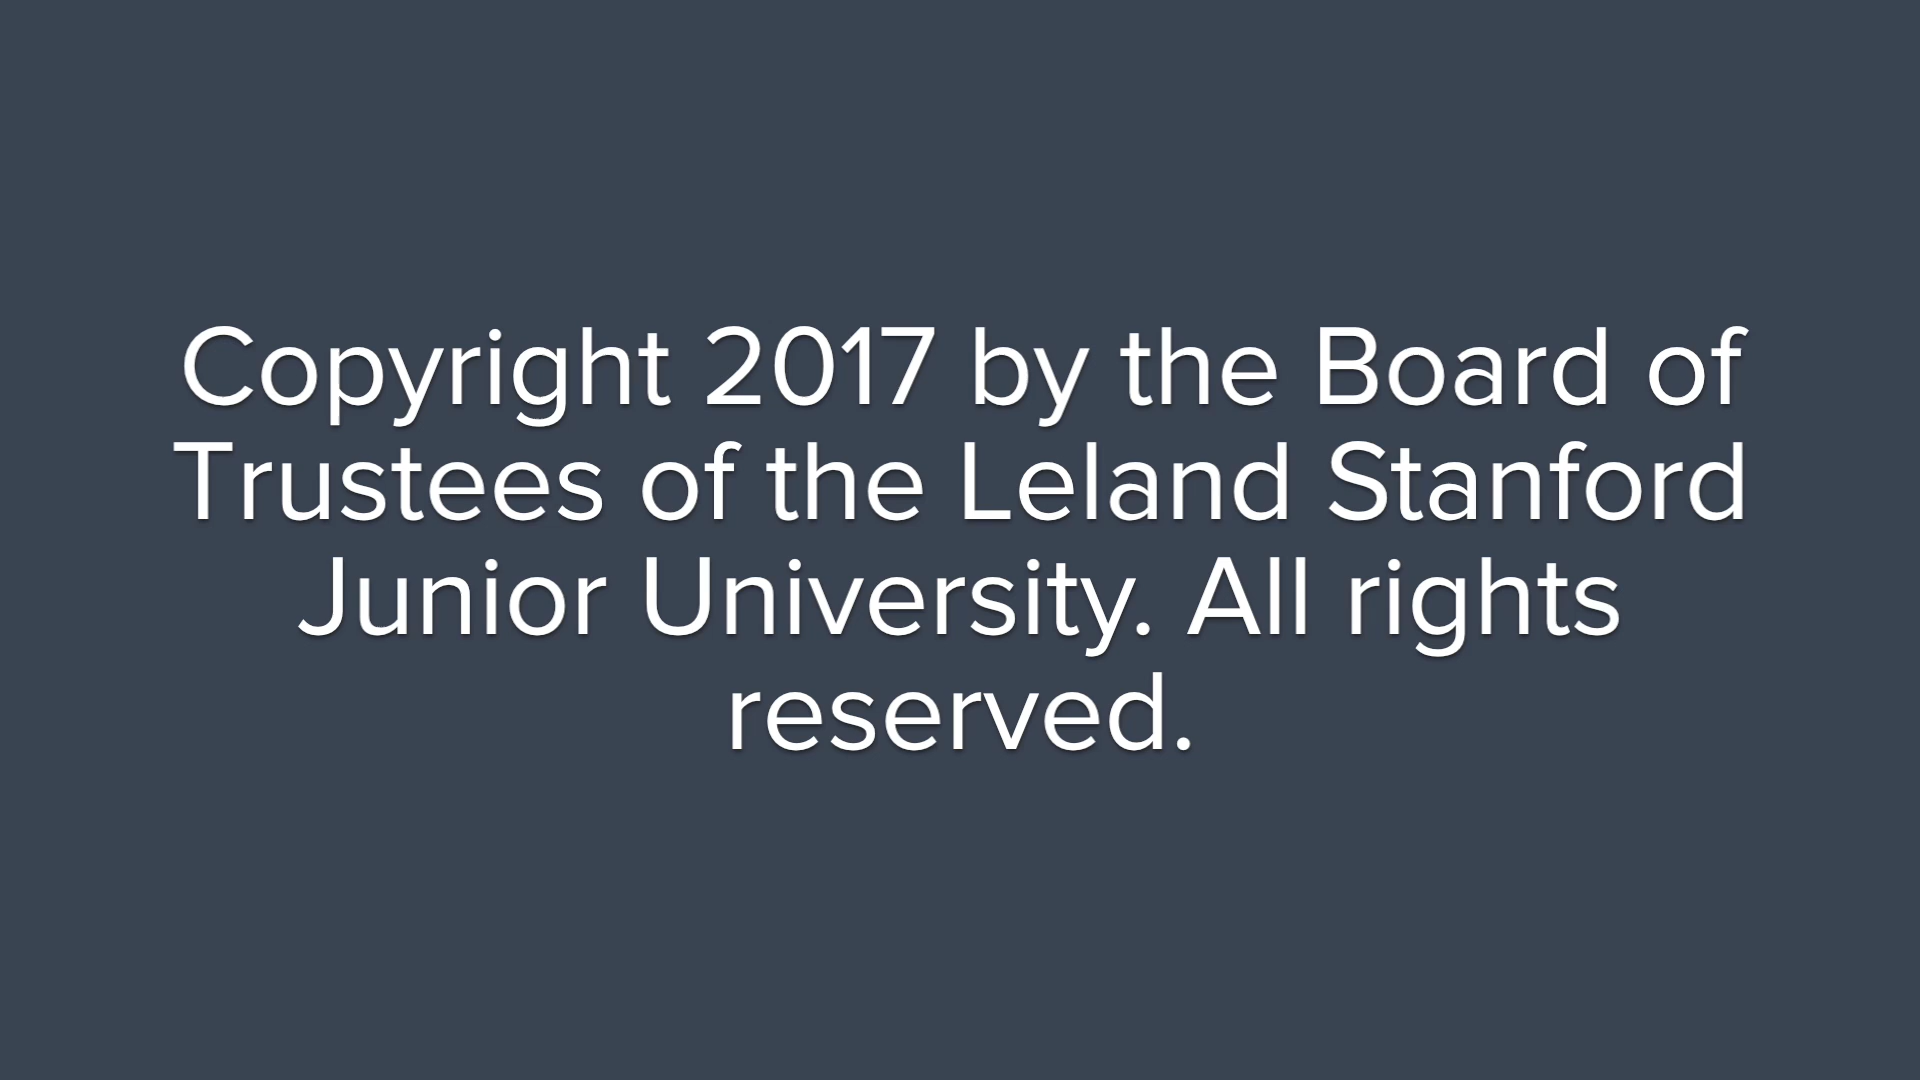 Copyright 2017 by the Board of
Trustees of the Leland Stanford
Junior University. All rights
reserved.